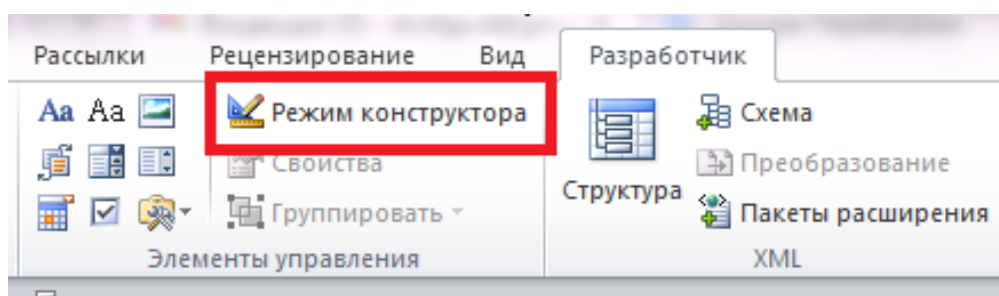 Рассылки Рецензирование Вид Разработчик
Aa Aa Режим конструктора
Свойства
Группировать
Элементы управления
Структура
Схема
Преобразование
Пакеты расширения
XML